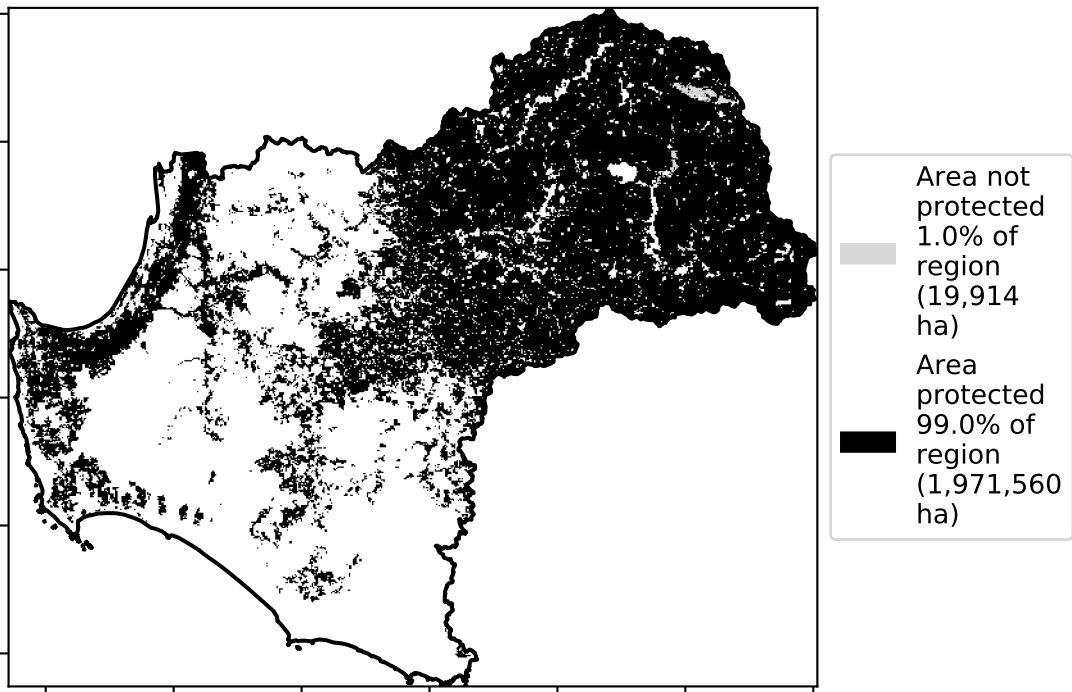 Area not
protected
1.0% of
region
(19,914
ha)
Area
protected
99.0% of
region
(1,971,560
ha)